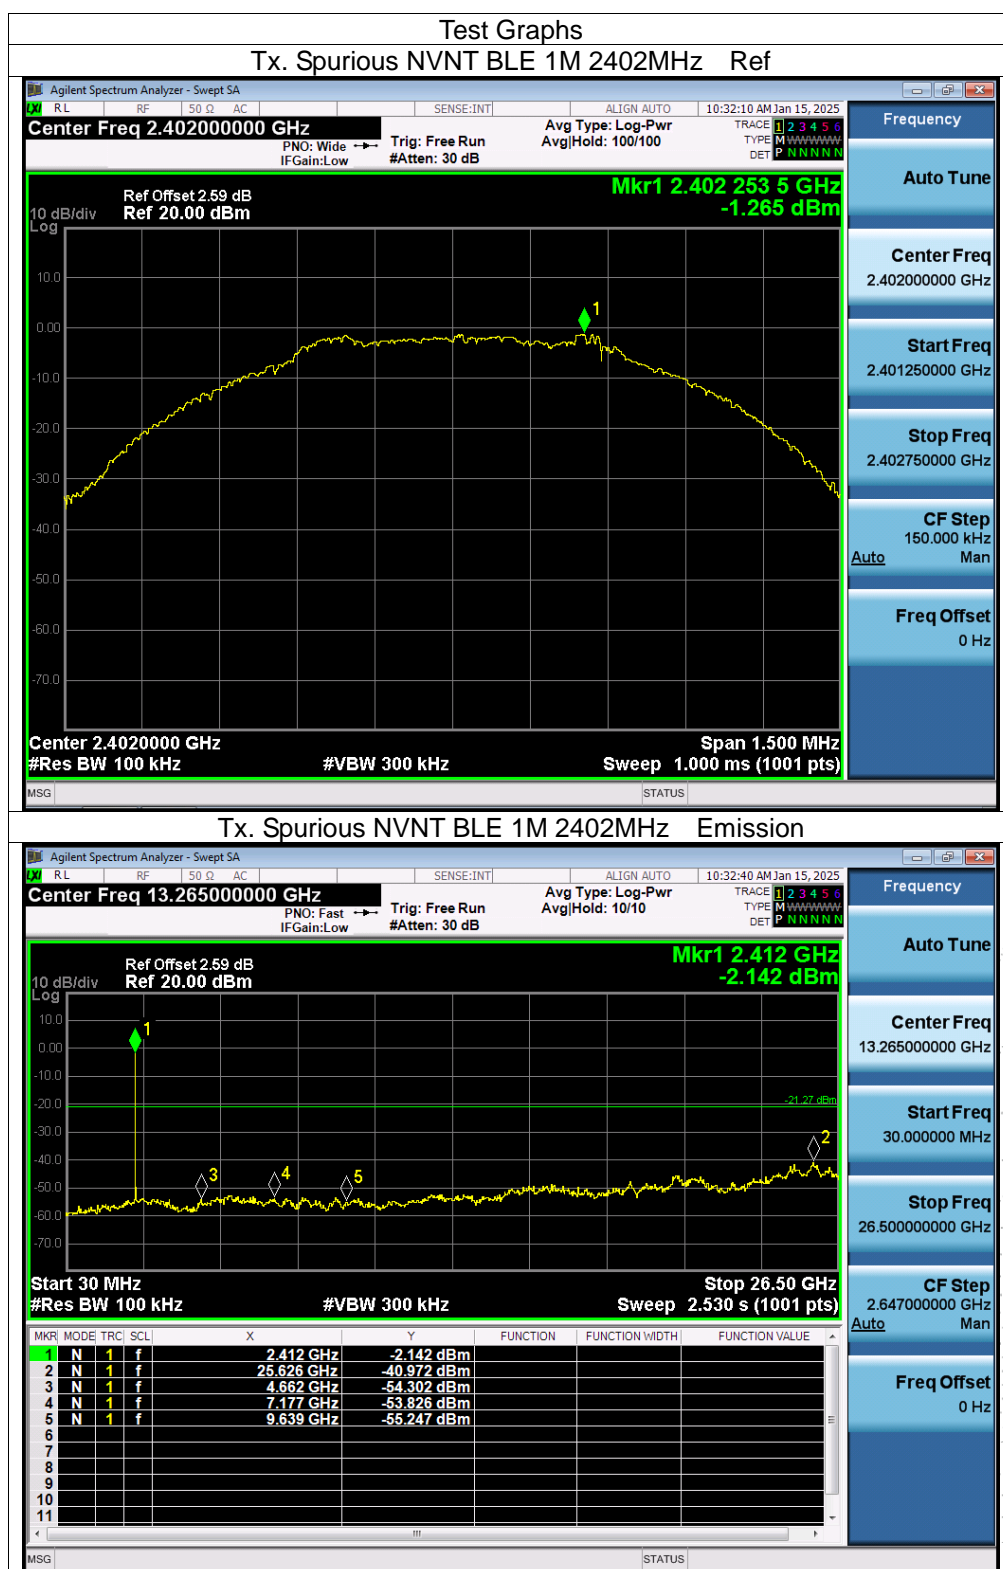 Test Graphs
Tx. Spurious NVNT BLE 1M 2402MHz Ref
Agilent Spectrum Analyzer - Swept SA
LXI RL RF 50 Ω AC SENSE:INT ALIGN AUTO 10:32:10 AM Jan 15, 2025
Center Freq 2.402000000 GHz
PNO: Wide
IFGain:Low
Trig: Free Run
#Atten: 30 dB
Avg Type: Log-Pwr
Avg|Hold: 100/100
TRACE 1 2 3 4 5 6
TYPE M WWWWW
DET P N N N N N
Frequency
Auto Tune
Center Freq
2.402000000 GHz
Start Freq
2.401250000 GHz
Stop Freq
2.402750000 GHz
CF Step
150.000 kHz
Auto Man
Freq Offset
0 Hz
Mkr1 2.402 253 5 GHz
-1.265 dBm
Ref Offset 2.59 dB
10 dB/div Ref 20.00 dBm
Log
10.0
0.00
-10.0
-20.0
-30.0
-40.0
-50.0
-60.0
-70.0
1
Center 2.4020000 GHz Span 1.500 MHz
#Res BW 100 kHz #VBW 300 kHz Sweep 1.000 ms (1001 pts)
MSG STATUS
Tx. Spurious NVNT BLE 1M 2402MHz Emission
Agilent Spectrum Analyzer - Swept SA
LXI RL RF 50 Ω AC SENSE:INT ALIGN AUTO 10:32:40 AM Jan 15, 2025
Center Freq 13.265000000 GHz
PNO: Fast
IFGain:Low
Trig: Free Run
#Atten: 30 dB
Avg Type: Log-Pwr
Avg|Hold: 10/10
TRACE 1 2 3 4 5 6
TYPE M WWWWW
DET P N N N N N
Frequency
Auto Tune
Center Freq
13.265000000 GHz
Start Freq
30.000000 MHz
Stop Freq
26.500000000 GHz
CF Step
2.647000000 GHz
Auto Man
Freq Offset
0 Hz
Mkr1 2.412 GHz
-2.142 dBm
Ref Offset 2.59 dB
10 dB/div Ref 20.00 dBm
Log
10.0
0.00
-10.0
-20.0
-30.0
-40.0
-50.0
-60.0
-70.0
1
-21.27 dBm
2
3
4
5
Start 30 MHz Stop 26.50 GHz
#Res BW 100 kHz #VBW 300 kHz Sweep 2.530 s (1001 pts)
MKR MODE TRC SCL X Y FUNCTION FUNCTION WIDTH FUNCTION VALUE
1 N 1 f 2.412 GHz -2.142 dBm
2 N 1 f 25.626 GHz -40.972 dBm
3 N 1 f 4.662 GHz -54.302 dBm
4 N 1 f 7.177 GHz -53.826 dBm
5 N 1 f 9.639 GHz -55.247 dBm
6
7
8
9
10
11
MSG STATUS